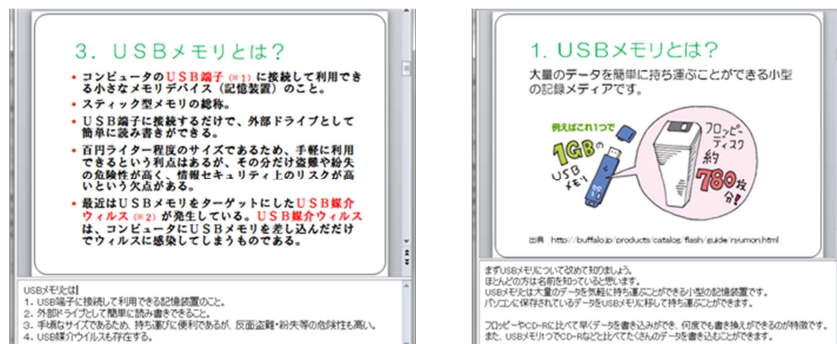 3．ＵＳＢメモリとは？
・コンピュータのＵＳＢ端子（※1）に接続して利用でき
る小さなメモリデバイス（記憶装置）のこと。
・スティック型メモリの総称。
・ＵＳＢ端子に接続するだけで、外部ドライブとして
簡単に読み書きができる。
・百円ライター程度のサイズであるため、手軽に利用
できるという利点はあるが、その分だけ盗難や紛失
の危険性が高く、情報セキュリティ上のリスクが高
いという欠点がある。
・最近はＵＳＢメモリをターゲットにしたＵＳＢ媒介
ウィルス（※2）が発生している。ＵＳＢ媒介ウィルス
は、コンピュータにＵＳＢメモリを差し込んだだけ
でウィルスに感染してしまうものである。
USBメモリとは
1. USB端子に接続して利用できる記憶装置のこと。
2. 外部ドライブとして簡単に読み書きできること。
3. 手頃なサイズであるため、持ち運びに便利であるが、反面盗難・紛失等の危険性も高い。
4. USB媒介ウイルスも存在する。
1. USBメモリとは？
大量のデータを簡単に持ち運ぶことができる小型
の記録メディアです。
例えばこれ1つで
1GBの
USB
メモリ
フロッピー
ディスク
約
780枚
分！
出典　http://buffalo.jp/products/catalog/flash/guide/nyumon.html
まずUSBメモリについて改めて知りましょう。
ほとんどの方は名前を知っていると思います。
USBメモリとは大量のデータを気軽に持ち運ぶことができる小型の記憶装置です。
パソコンに保存されているデータをUSBメモリに移して持ち運ぶことができます。
フロッピーやCD-Rに比べて早くデータを書き込みができ、何度でも書き換えができるのが特徴です。
また、USBメモリ1つでCD-Rなどと比べてたくさんのデータを書き込むことができます。